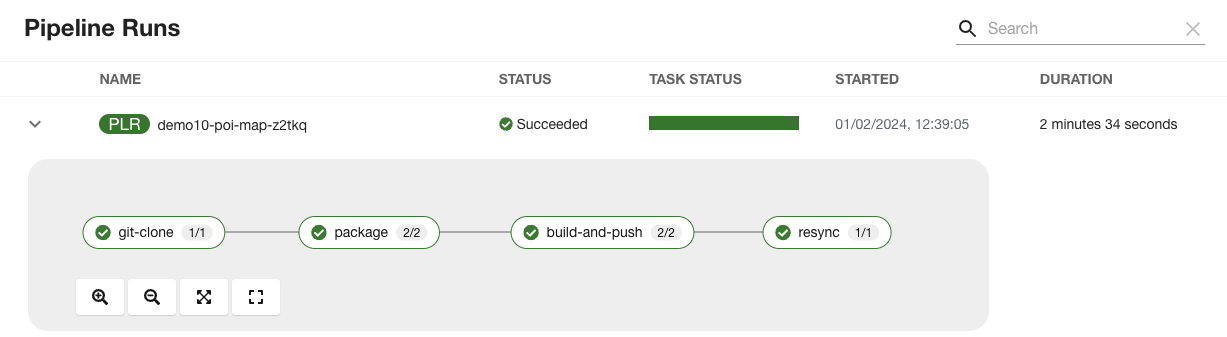 Pipeline Runs
Search
NAME STATUS TASK STATUS STARTED DURATION
PLR demo10-poi-map-z2tkq Succeeded 01/02/2024, 12:39:05 2 minutes 34 seconds
git-clone 1/1 package 2/2 build-and-push 2/2 resync 1/1